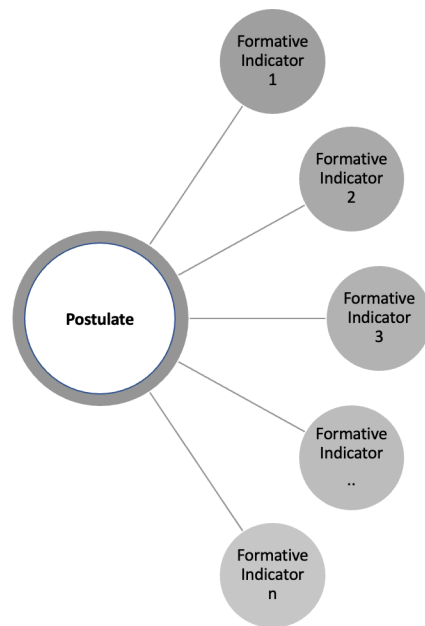 Formative
Indicator
1
Formative
Indicator
2
Postulate
Formative
Indicator
3
Formative
Indicator
..
Formative
Indicator
n